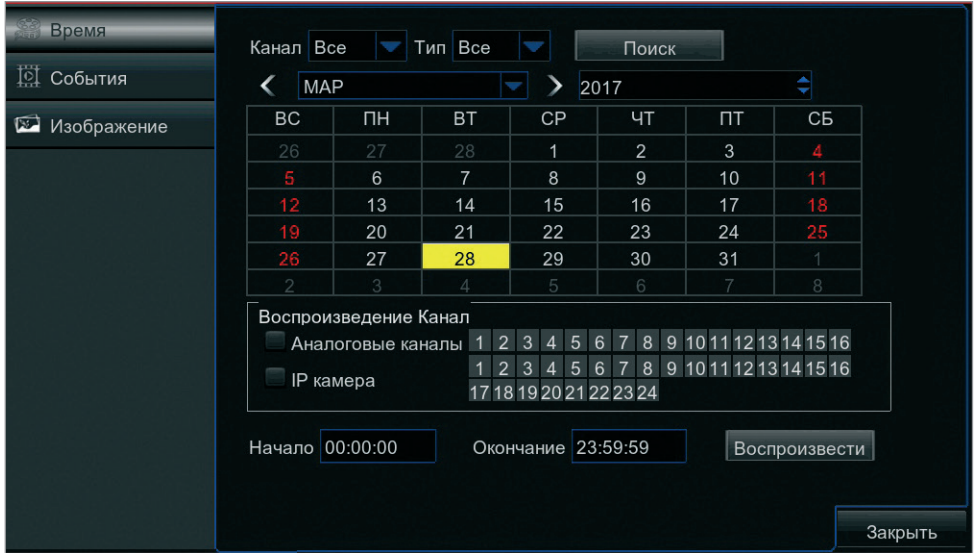 Время
События
Изображение
Канал Все Тип Все Поиск
МАР 2017
ВС ПН ВТ СР ЧТ ПТ СБ
26 27 28 1 2 3 4
5 6 7 8 9 10 11
12 13 14 15 16 17 18
19 20 21 22 23 24 25
26 27 28 29 30 31 1
2 3 4 5 6 7 8
Воспроизведение Канал
Аналоговые каналы 1 2 3 4 5 6 7 8 9 10 11 12 13 14 15 16
IP камера 1 2 3 4 5 6 7 8 9 10 11 12 13 14 15 16
17 18 19 20 21 22 23 24
Начало 00:00:00 Окончание 23:59:59 Воспроизвести
Закрыть